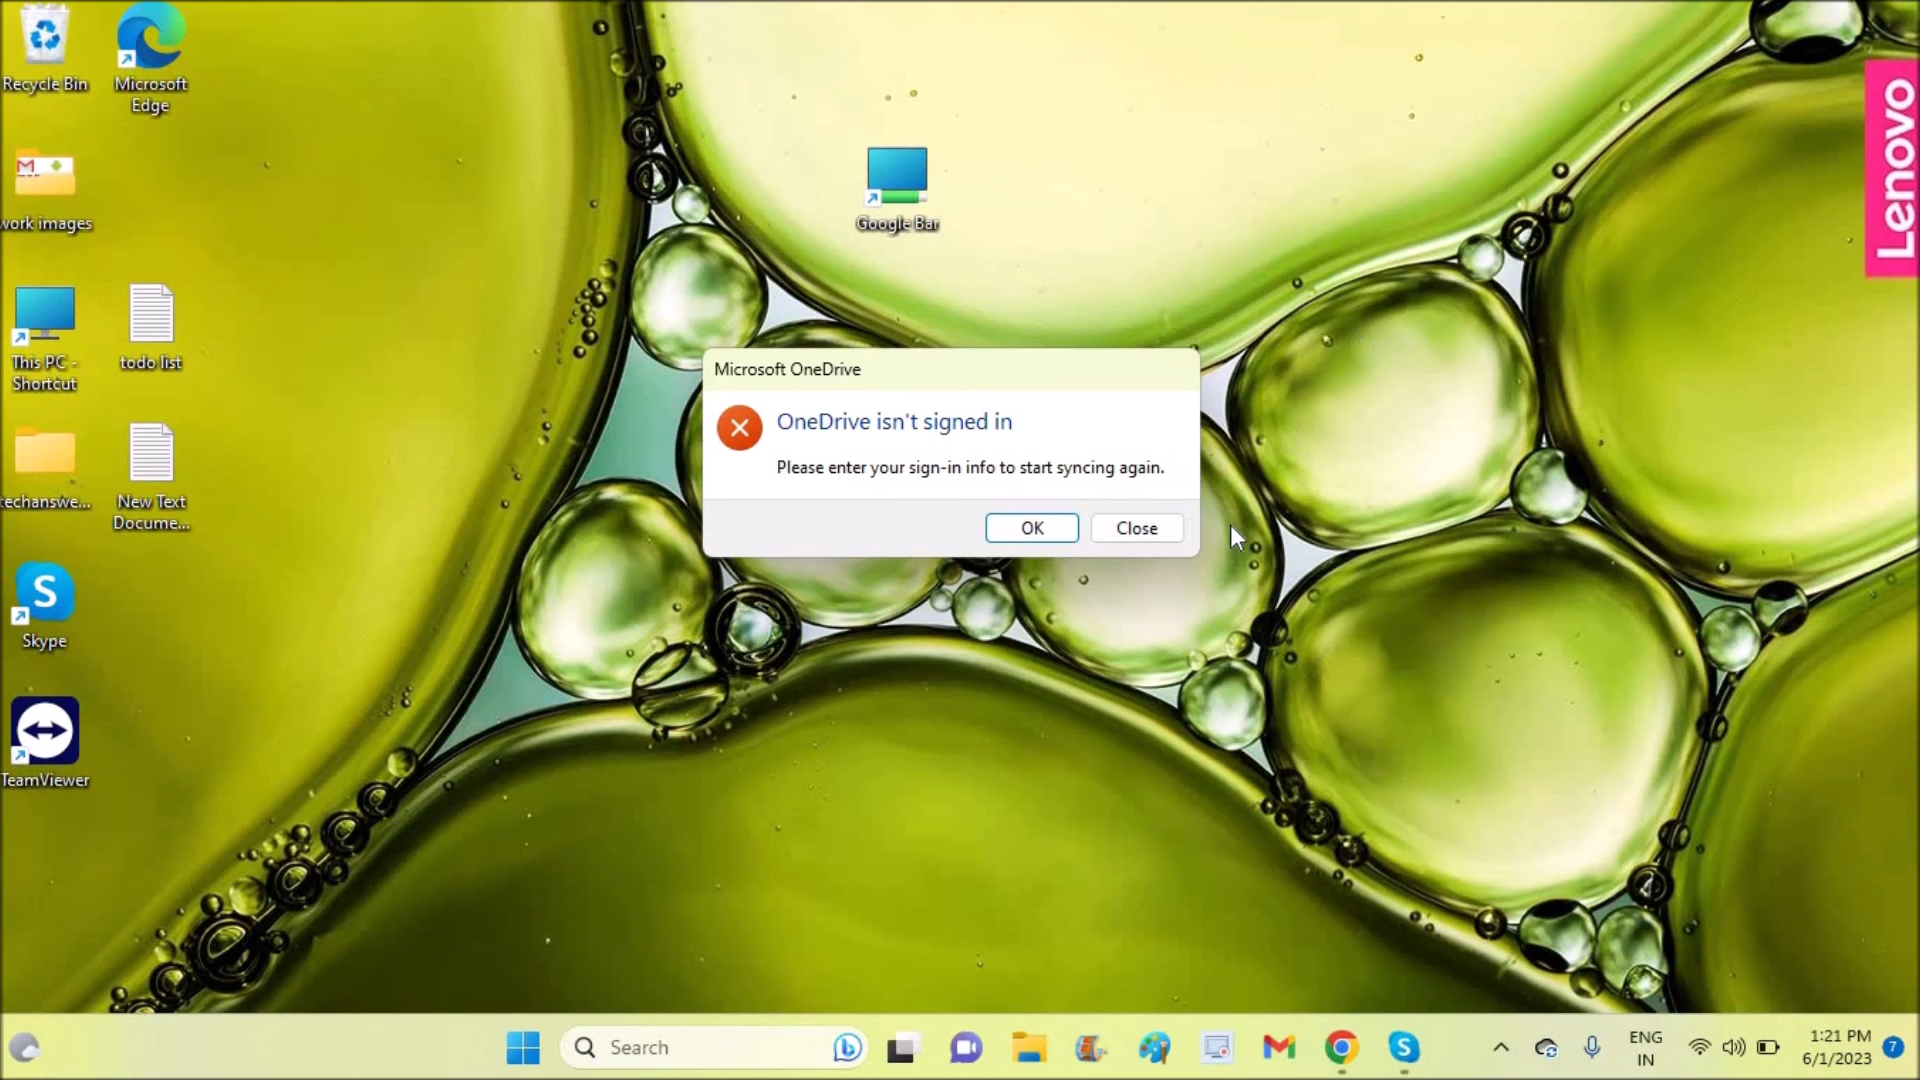 Recycle Bin
Microsoft
Edge
Lenovo
M
work images
Google Bar
This PC -
Shortcut
todo list
Microsoft OneDrive
OneDrive isn't signed in
Please enter your sign-in info to start syncing again.
OK
Close
techanswe...
New Text
Docume...
S
Skype
TeamViewer
Search
ENG
IN
1:21 PM
6/1/2023
7